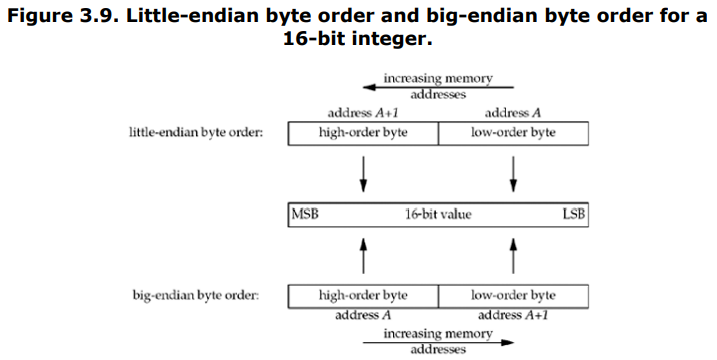 Figure 3.9. Little-endian byte order and big-endian byte order for a
16-bit integer.
increasing memory
addresses
address A+1 address A
little-endian byte order: high-order byte low-order byte
MSB 16-bit value LSB
big-endian byte order: high-order byte low-order byte
address A address A+1
increasing memory
addresses